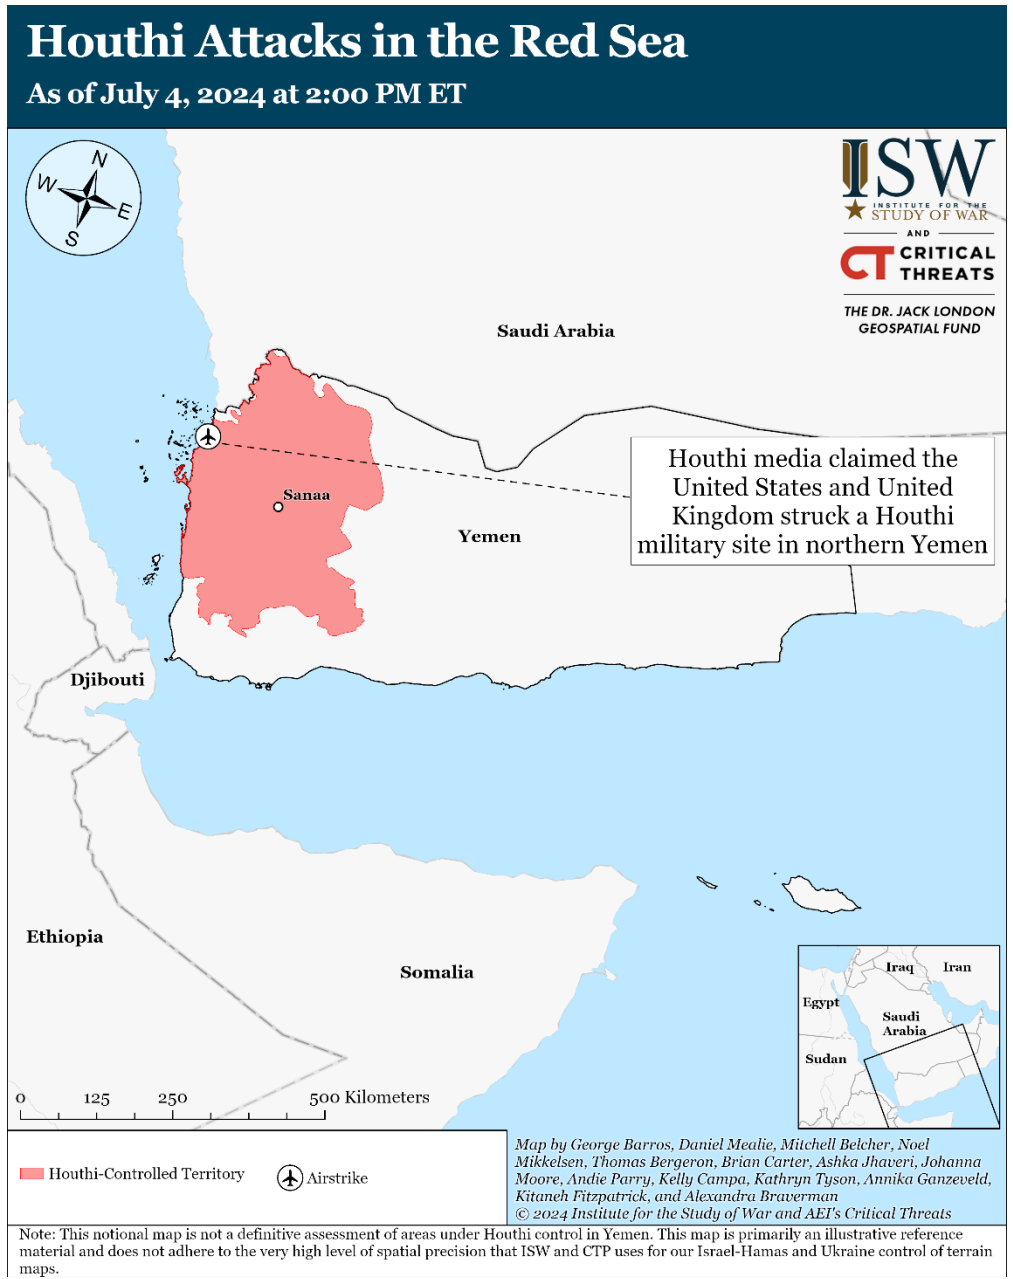 Houthi Attacks in the Red Sea
As of July 4, 2024 at 2:00 PM ET
N
W
E
S
ISW
INSTITUTE FOR THE
STUDY OF WAR
AND
CT CRITICAL
THREATS
THE DR. JACK LONDON
GEOSPATIAL FUND
Saudi Arabia
Sanaa
Yemen
Houthi media claimed the
United States and United
Kingdom struck a Houthi
military site in northern Yemen
Djibouti
Ethiopia
Somalia
Iraq
Iran
Egypt
Saudi
Arabia
Sudan
0 125 250 500 Kilometers
Houthi-Controlled Territory
Airstrike
Map by George Barros, Daniel Mealie, Mitchell Belcher, Noel
Mikkelsen, Thomas Bergeron, Brian Carter, Ashka Jhaveri, Johanna
Moore, Andie Parry, Kelly Campa, Kathryn Tyson, Annika Ganzeveld,
Kitaneh Fitzpatrick, and Alexandra Braverman
© 2024 Institute for the Study of War and AEI's Critical Threats
Note: This notional map is not a definitive assessment of areas under Houthi control in Yemen. This map is primarily an illustrative reference
material and does not adhere to the very high level of spatial precision that ISW and CTP uses for our Israel-Hamas and Ukraine control of terrain
maps.